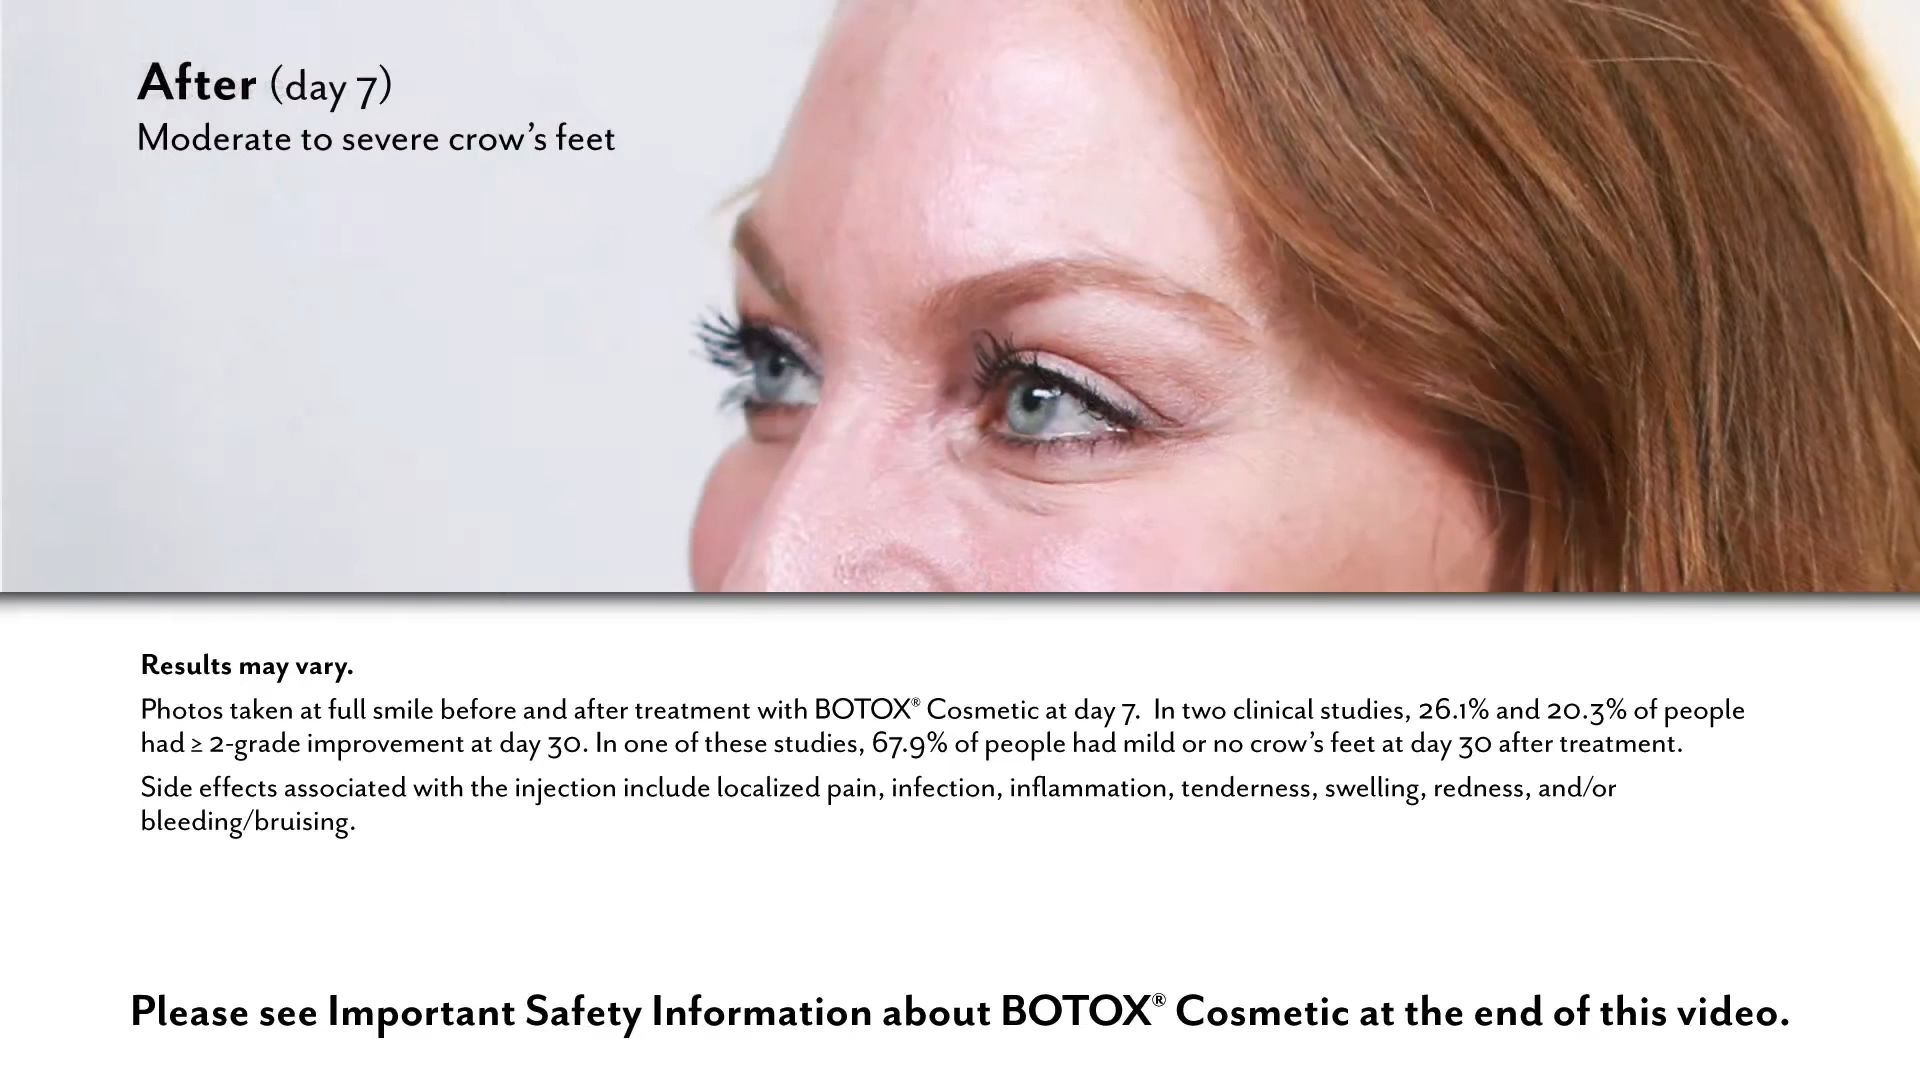 After (day 7)
Moderate to severe crow's feet
Results may vary.
Photos taken at full smile before and after treatment with BOTOX® Cosmetic at day 7.  In two clinical studies, 26.1% and 20.3% of people
had ≥ 2-grade improvement at day 30. In one of these studies, 67.9% of people had mild or no crow's feet at day 30 after treatment.
Side effects associated with the injection include localized pain, infection, inflammation, tenderness, swelling, redness, and/or
bleeding/bruising.
Please see Important Safety Information about BOTOX® Cosmetic at the end of this video.